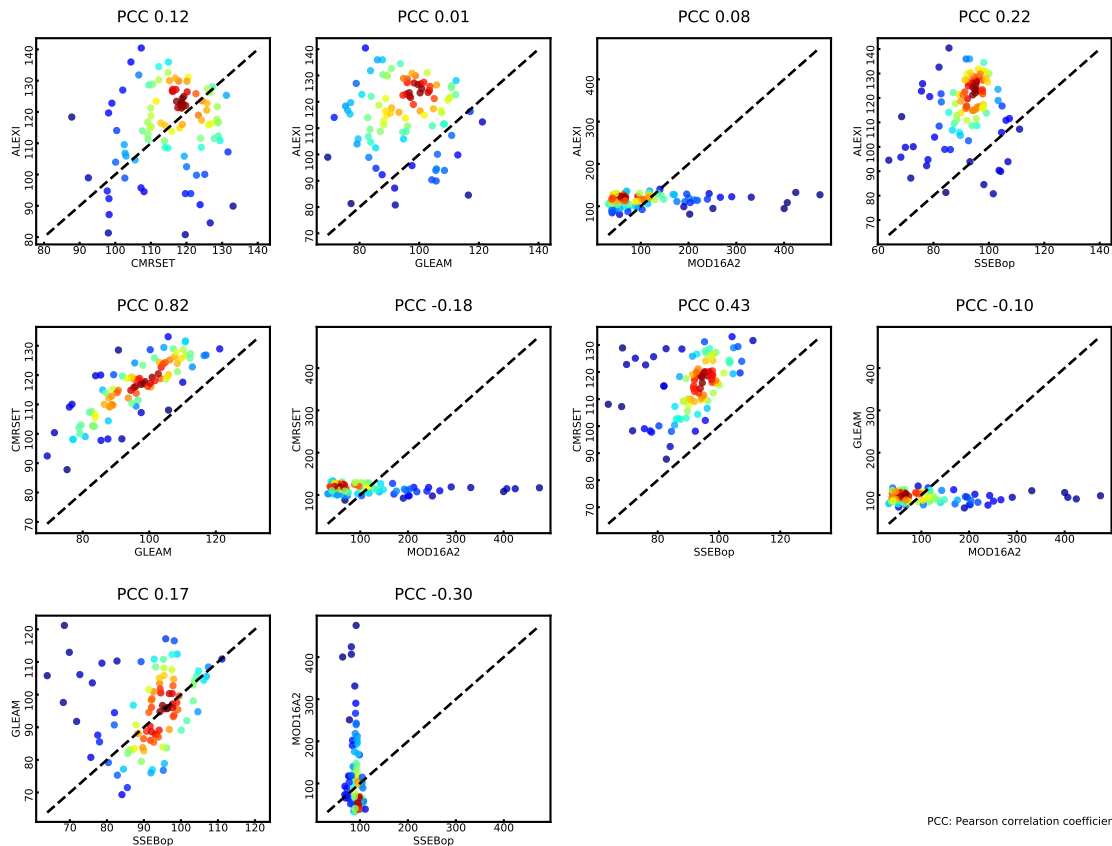 PCC 0.12 PCC 0.01 PCC 0.08 PCC 0.22
140 130 120 110 100 90 80
ALEXI
80 90 100 110 120 130 140
CMRSET
140 130 120 110 100 90 80 70
ALEXI
80 100 120 140
GLEAM
400 300 200 100
ALEXI
100 200 300 400
MOD16A2
140 130 120 110 100 90 80 70
ALEXI
60 80 100 120 140
SSEBop
PCC 0.82 PCC -0.18 PCC 0.43 PCC -0.10
130 120 110 100 90 80 70
CMRSET
80 100 120
GLEAM
400 300 200 100
CMRSET
100 200 300 400
MOD16A2
130 120 110 100 90 80 70
CMRSET
80 100 120
SSEBop
400 300 200 100
GLEAM
100 200 300 400
MOD16A2
PCC 0.17 PCC -0.30
120 110 100 90 80 70
GLEAM
70 80 90 100 110 120
SSEBop
400 300 200 100
MOD16A2
100 200 300 400
SSEBop
PCC: Pearson correlation coefficier